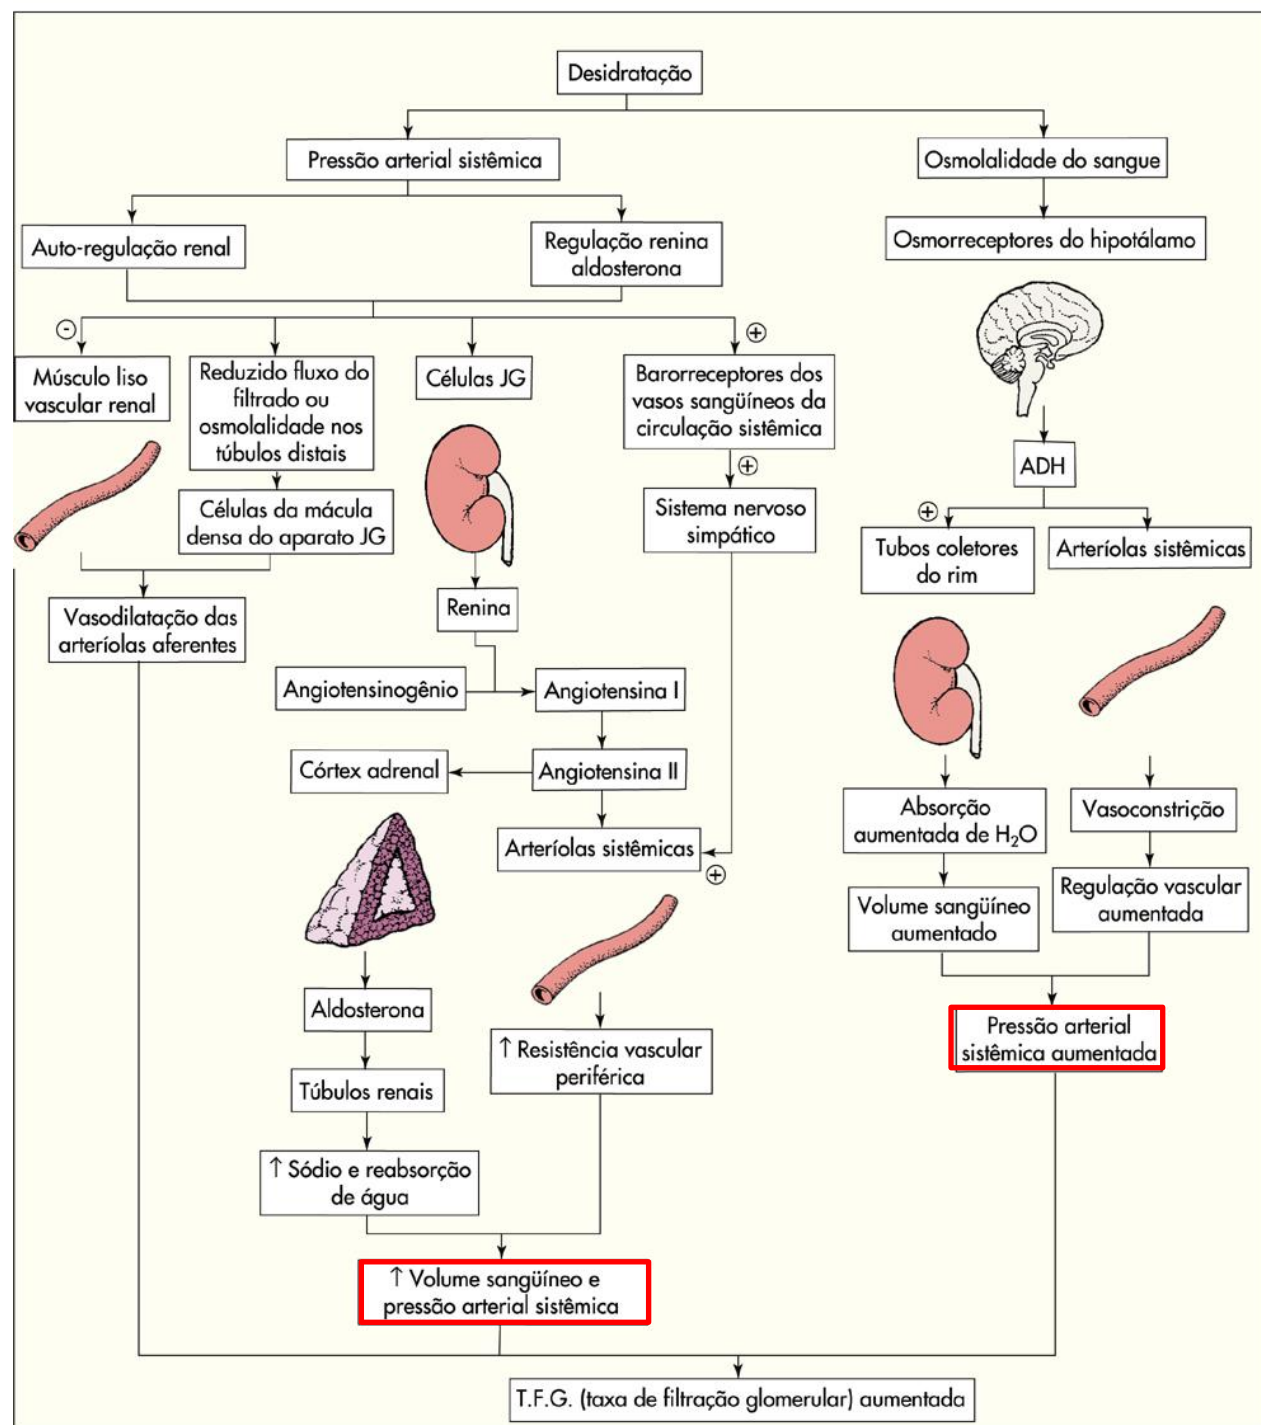 Desidratação
Pressão arterial sistêmica
Osmolalidade do sangue
Auto-regulação renal
Regulação renina
aldosterona
Osmorreceptores do hipotálamo
-
+
Músculo liso
vascular renal
Reduzido fluxo do
filtrado ou
osmolalidade nos
túbulos distais
Células JG
Barorreceptores dos
vasos sangüíneos da
circulação sistêmica
ADH
+
Células da mácula
densa do aparato JG
Sistema nervoso
simpático
+
Tubos coletores
do rim
Arteríolas sistêmicas
Vasodilatação das
arteríolas aferentes
Renina
Angiotensinogênio
Angiotensina I
Córtex adrenal
Angiotensina II
Absorção
aumentada de H₂O
Vasoconstrição
Arteríolas sistêmicas
+
Volume sangüíneo
aumentado
Regulação vascular
aumentada
Aldosterona
↑ Resistência vascular
periférica
Pressão arterial
sistêmica aumentada
Túbulos renais
↑ Sódio e reabsorção
de água
↑ Volume sangüíneo e
pressão arterial sistêmica
T.F.G. (taxa de filtração glomerular) aumentada